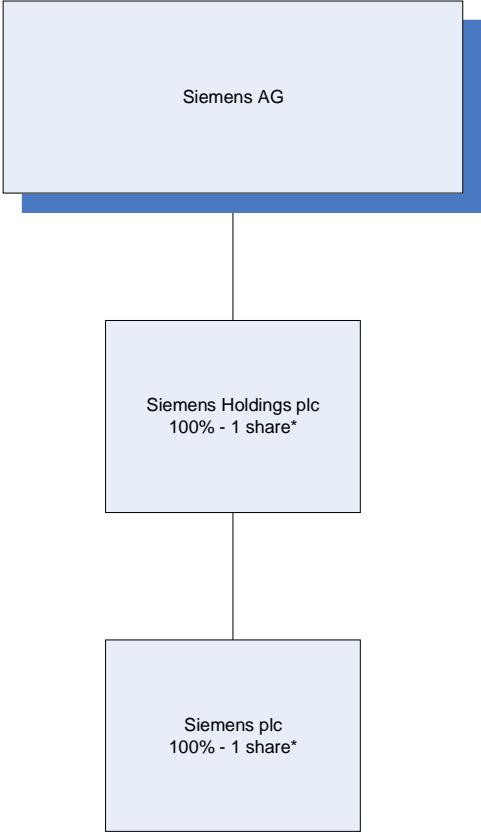 Siemens AG
Siemens Holdings plc
100% - 1 share*
Siemens plc
100% - 1 share*